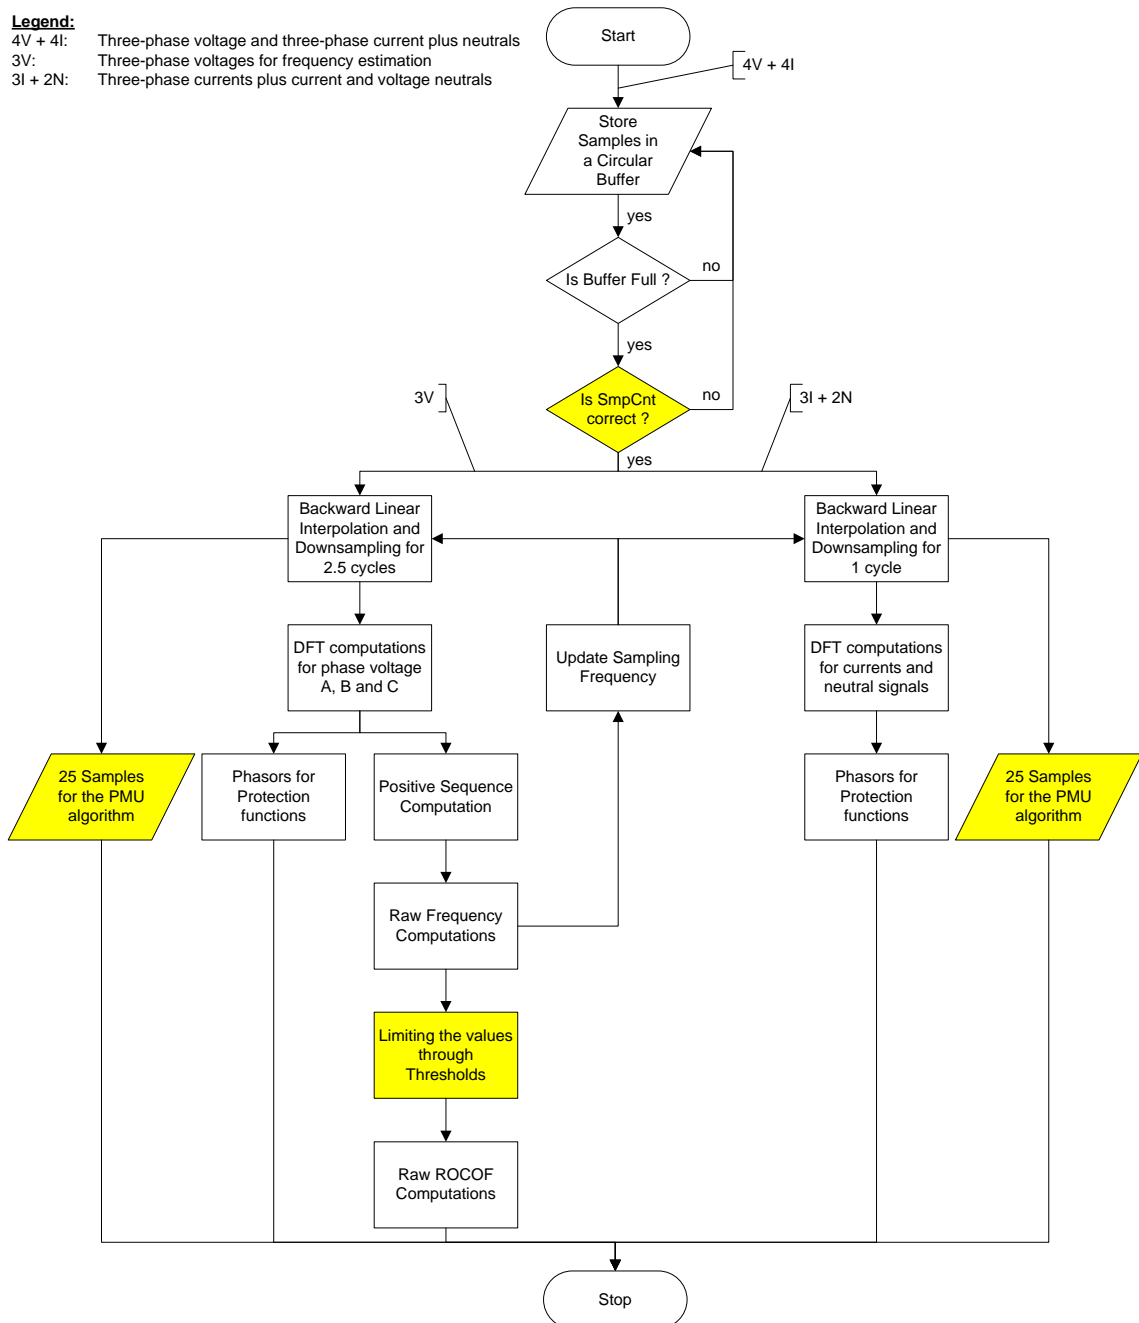 Legend:
4V + 4I: Three-phase voltage and three-phase current plus neutrals
3V: Three-phase voltages for frequency estimation
3I + 2N: Three-phase currents plus current and voltage neutrals
Start
4V + 4I
Store
Samples in
a Circular
Buffer
yes
Is Buffer Full ?
no
yes
Is SmpCnt
correct ?
no
yes
3V
3I + 2N
Backward Linear
Interpolation and
Downsampling for
2.5 cycles
Backward Linear
Interpolation and
Downsampling for
1 cycle
DFT computations
for phase voltage
A, B and C
Update Sampling
Frequency
DFT computations
for currents and
neutral signals
25 Samples
for the PMU
algorithm
Phasors for
Protection
functions
Positive Sequence
Computation
Phasors for
Protection
functions
25 Samples
for the PMU
algorithm
Raw Frequency
Computations
Limiting the values
through
Thresholds
Raw ROCOF
Computations
Stop